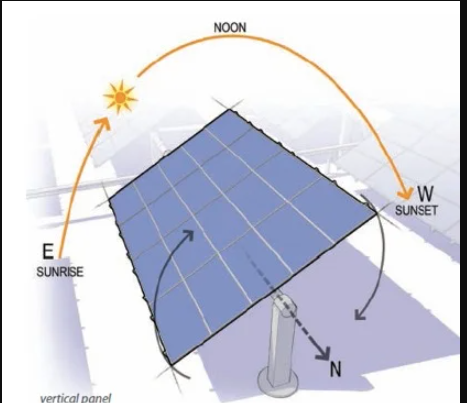 NOON
W
SUNSET
E
SUNRISE
N
vertical panel